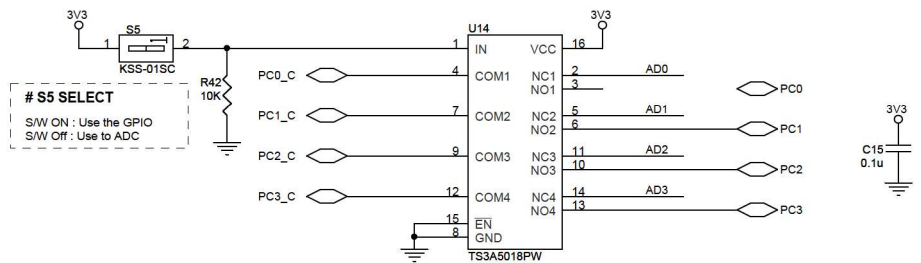 3V3
S5
1
2
KSS-01SC
R42
10K
# S5 SELECT
S/W ON : Use the GPIO
S/W Off : Use to ADC
PC0_C
PC1_C
PC2_C
PC3_C
U14
1 IN VCC 16
3V3
4 COM1 NC1 2 AD0
NO1 3 PC0
7 COM2 NC2 5 AD1
NO2 6 PC1
9 COM3 NC3 11 AD2
NO3 10 PC2
12 COM4 NC4 14 AD3
NO4 13 PC3
15 EN
8 GND
TS3A5018PW
3V3
C15
0.1u